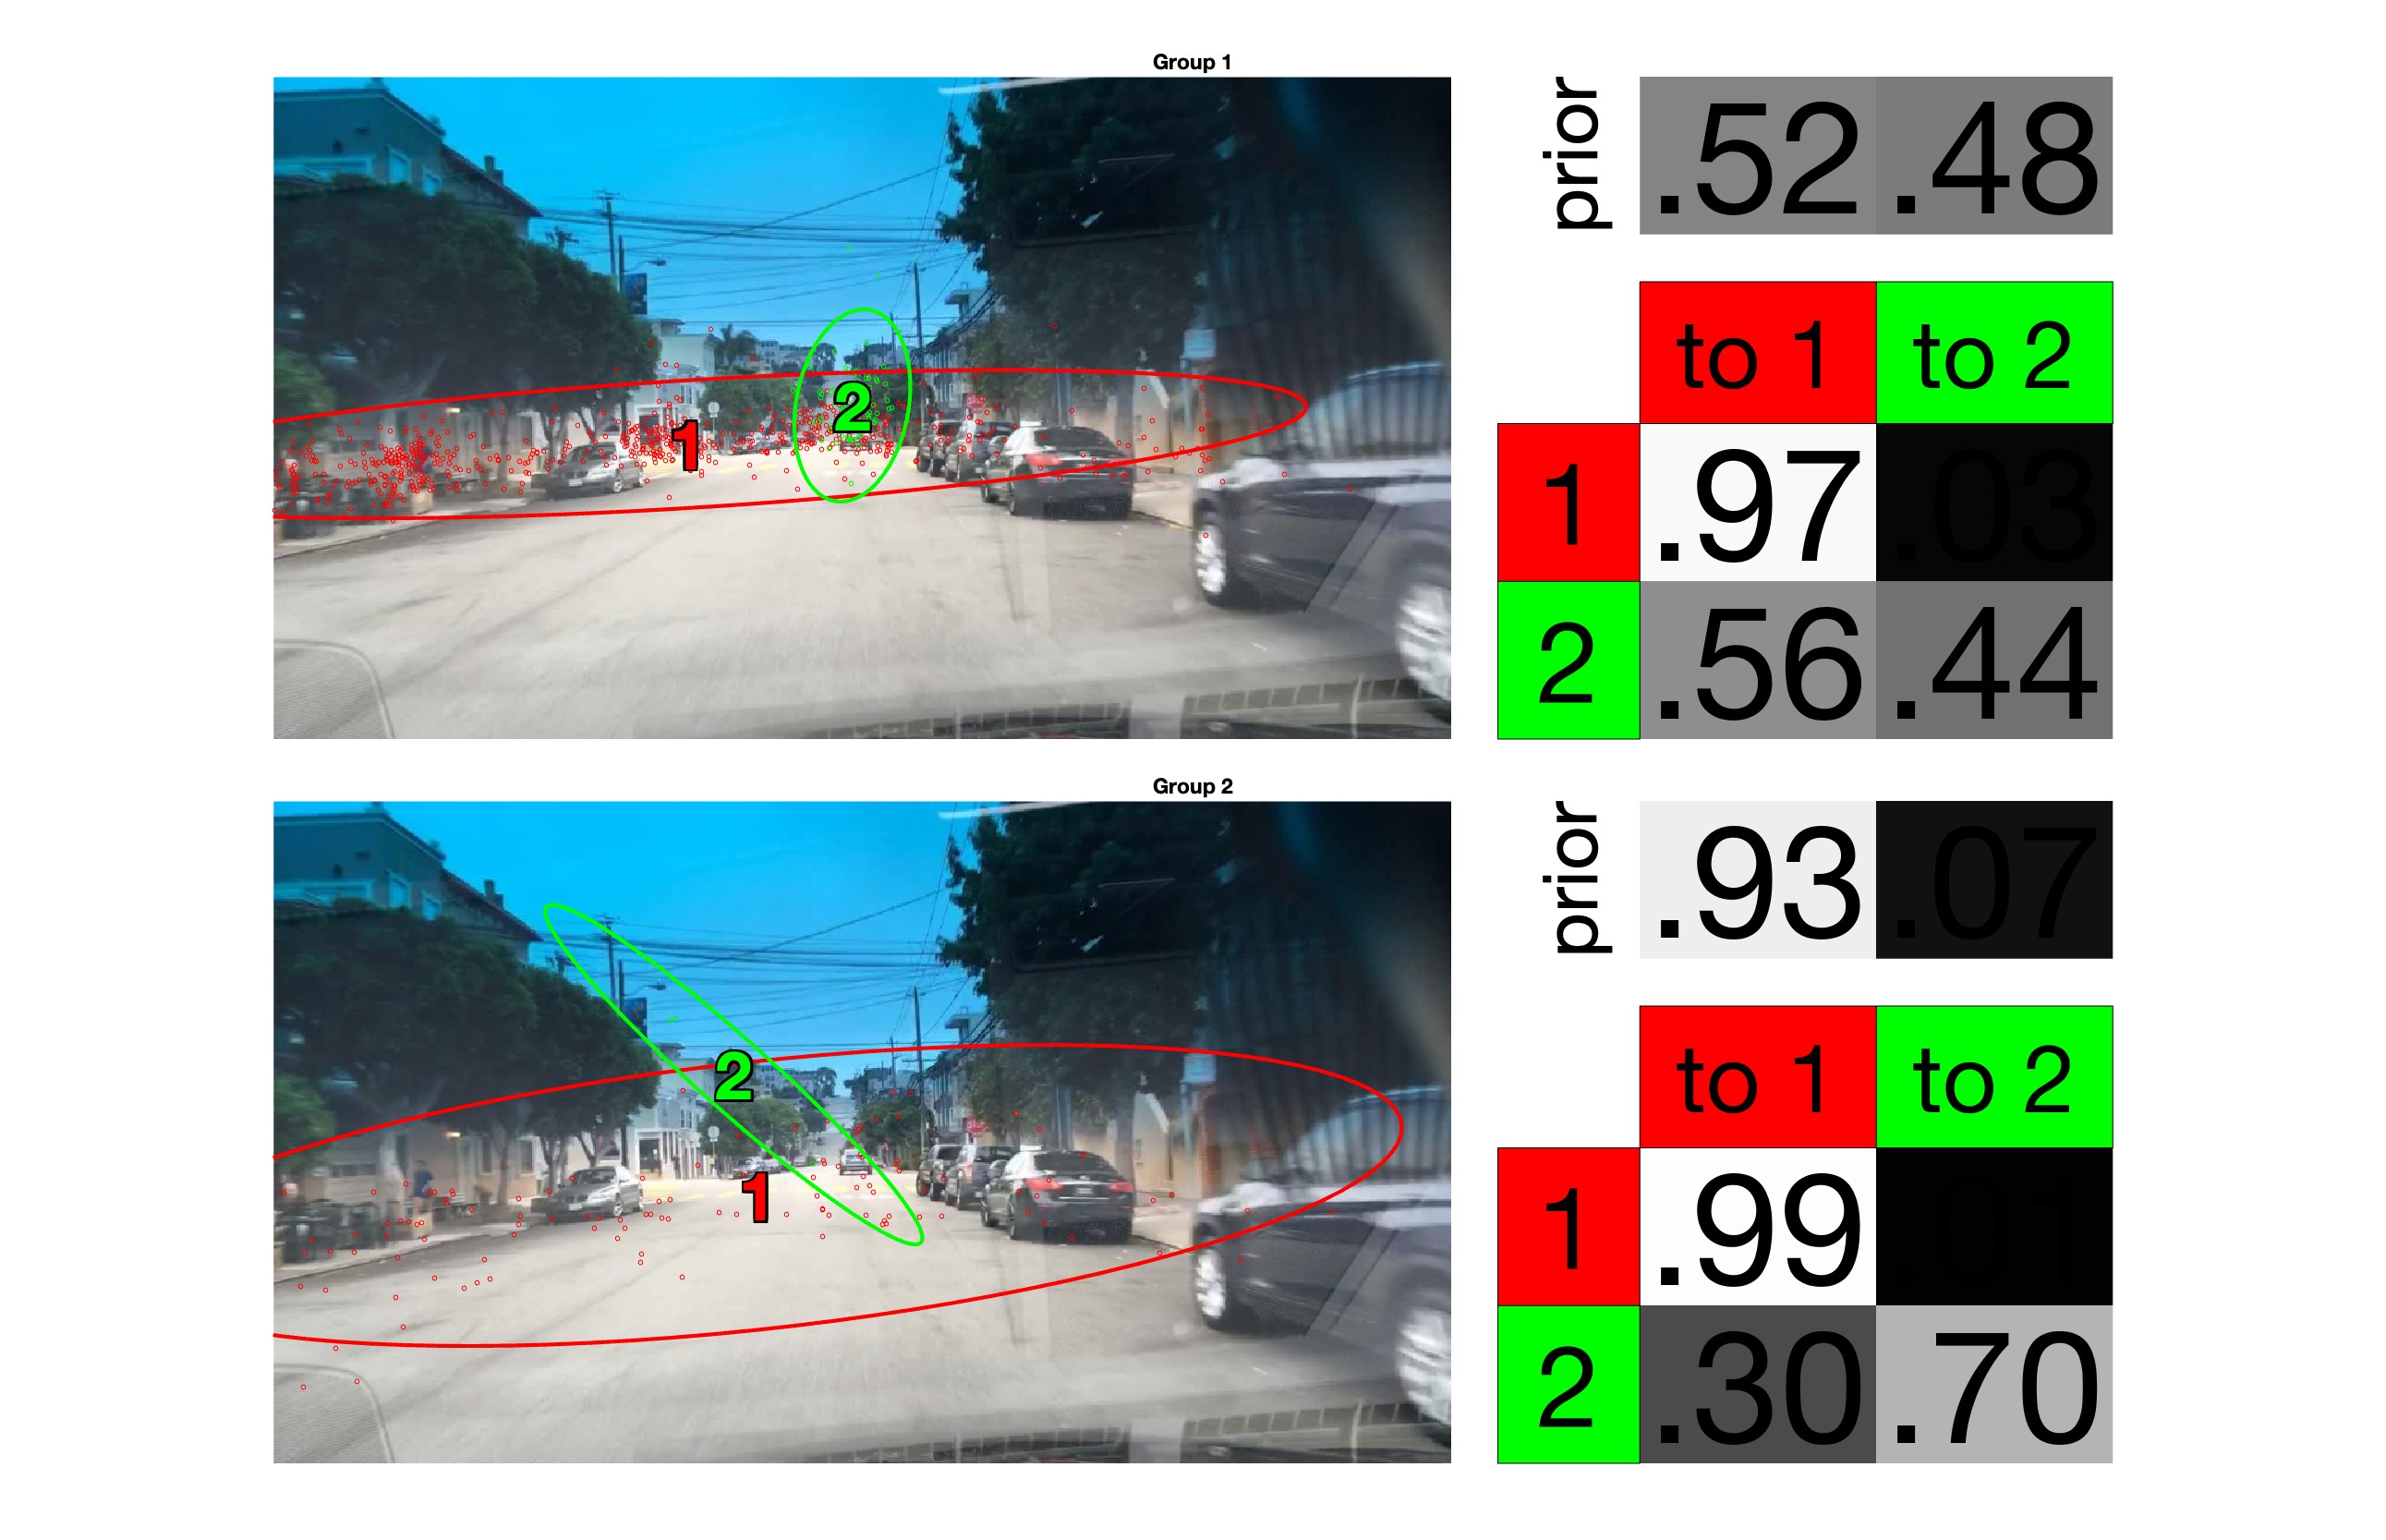 Group 1
1
2
prior
.52 .48
to 1 to 2
1 .97 .03
2 .56 .44
Group 2
2
1
prior
.93 .07
to 1 to 2
1 .99 .01
2 .30 .70